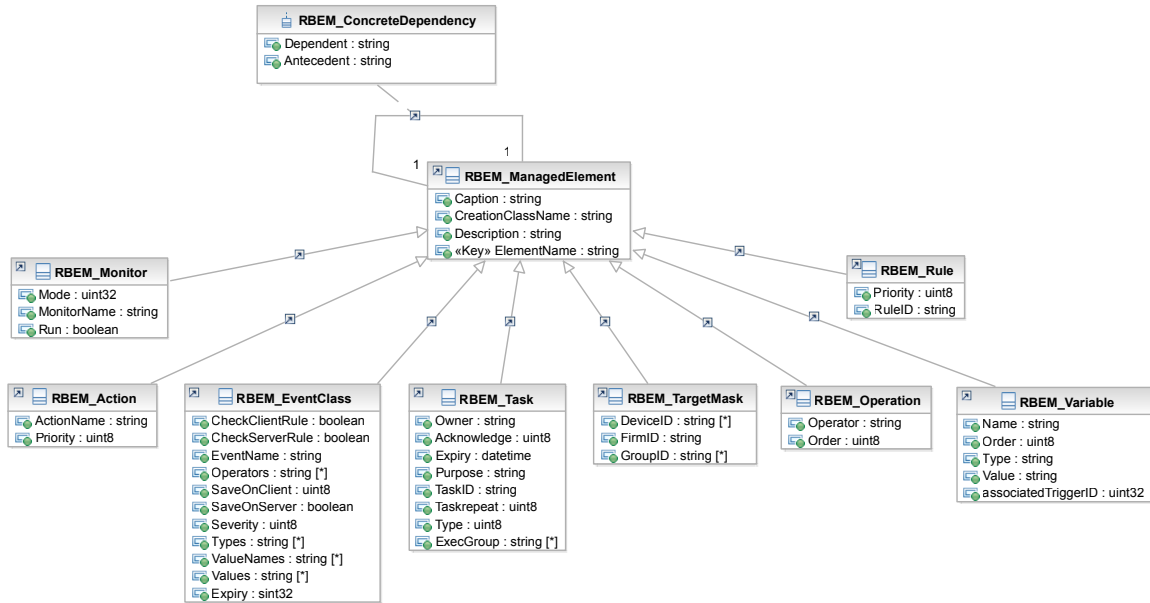 RBEM_ConcreteDependency
Dependent : string
Antecedent : string
1
1
RBEM_ManagedElement
Caption : string
CreationClassName : string
Description : string
«Key» ElementName : string
RBEM_Monitor
Mode : uint32
MonitorName : string
Run : boolean
RBEM_Rule
Priority : uint8
RuleID : string
RBEM_Action
ActionName : string
Priority : uint8
RBEM_EventClass
CheckClientRule : boolean
CheckServerRule : boolean
EventName : string
Operators : string [*]
SaveOnClient : uint8
SaveOnServer : boolean
Severity : uint8
Types : string [*]
ValueNames : string [*]
Values : string [*]
Expiry : sint32
RBEM_Task
Owner : string
Acknowledge : uint8
Expiry : datetime
Purpose : string
TaskID : string
Taskrepeat : uint8
Type : uint8
ExecGroup : string [*]
RBEM_TargetMask
DeviceID : string [*]
FirmID : string
GroupID : string [*]
RBEM_Operation
Operator : string
Order : uint8
RBEM_Variable
Name : string
Order : uint8
Type : string
Value : string
associatedTriggerID : uint32